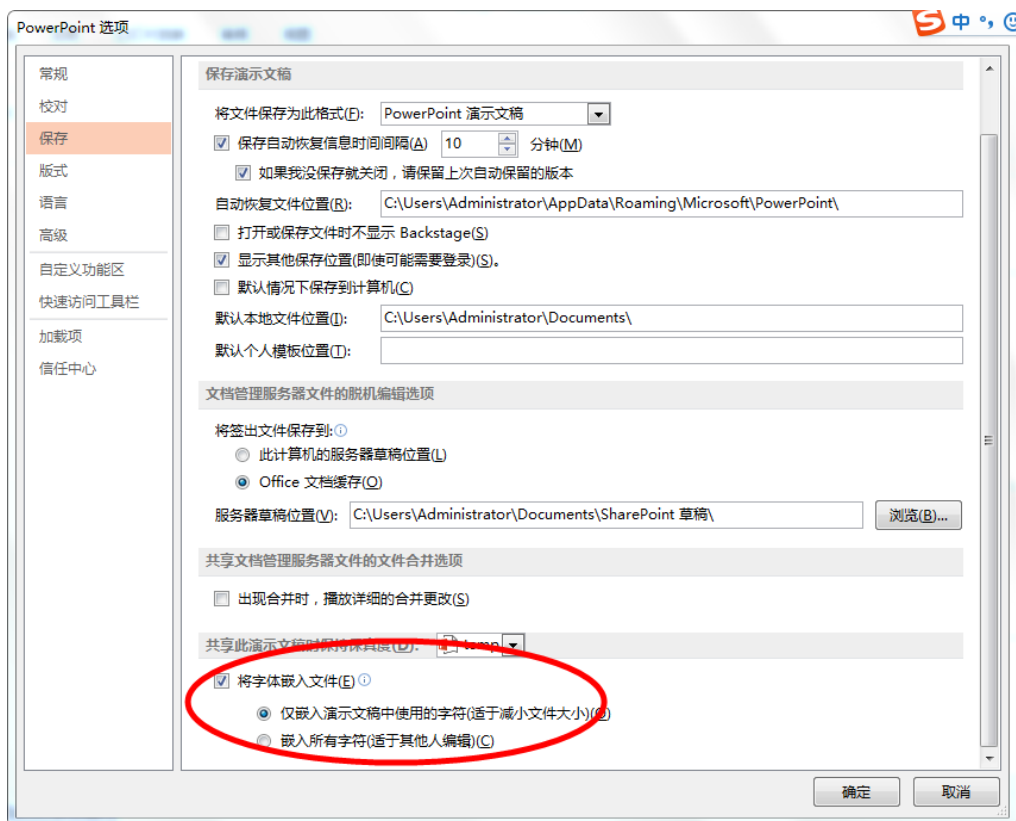 PowerPoint 选项
中
常规
校对
保存
版式
语言
高级
自定义功能区
快速访问工具栏
加载项
信任中心
保存演示文稿
将文件保存为此格式(F): PowerPoint 演示文稿
保存自动恢复信息时间间隔(A) 10 分钟(M)
如果我没保存就关闭，请保留上次自动保留的版本
自动恢复文件位置(R): C:\Users\Administrator\AppData\Roaming\Microsoft\PowerPoint\
打开或保存文件时不显示 Backstage(S)
显示其他保存位置(即使可能需要登录)(S)。
默认情况下保存到计算机(C)
默认本地文件位置(I): C:\Users\Administrator\Documents\
默认个人模板位置(T):
文档管理服务器文件的脱机编辑选项
将签出文件保存到:
此计算机的服务器草稿位置(L)
Office 文档缓存(O)
服务器草稿位置(V): C:\Users\Administrator\Documents\SharePoint 草稿\ 浏览(B)...
共享文档管理服务器文件的文件合并选项
出现合并时，播放详细的合并更改(S)
共享此演示文稿时保持保真度(D): temp
将字体嵌入文件(E)
仅嵌入演示文稿中使用的字符(适于减小文件大小)(O)
嵌入所有字符(适于其他人编辑)(C)
确定 取消